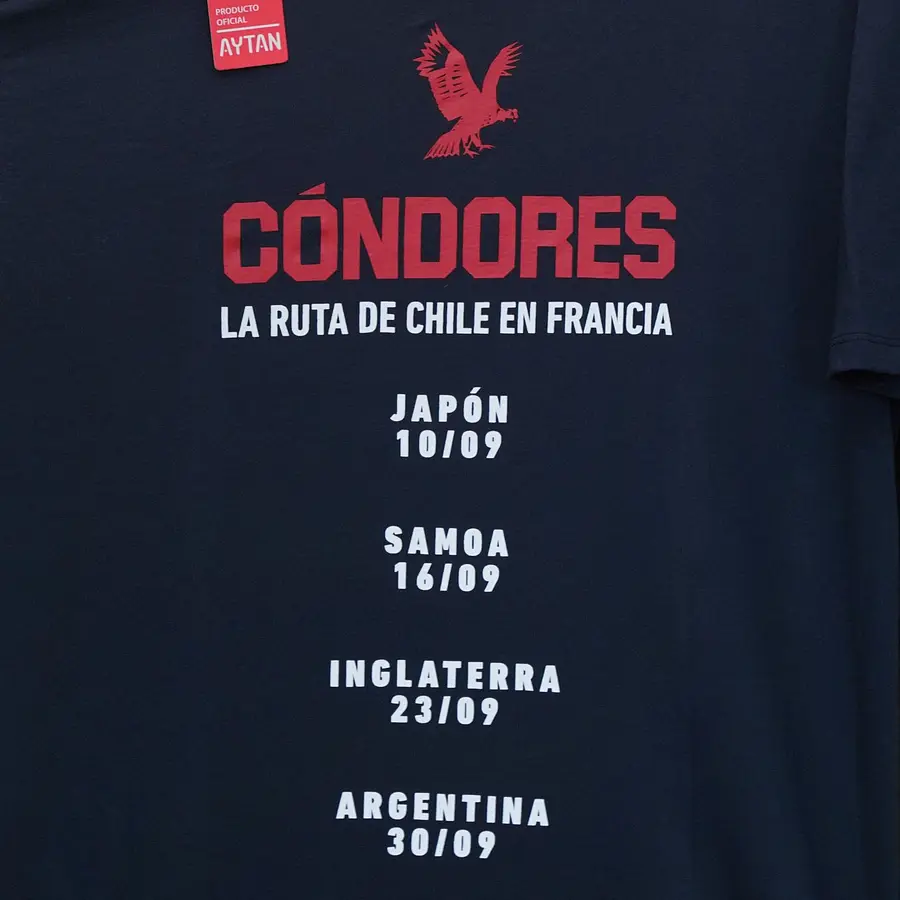 PRODUCTO
OFICIAL
AYTAN
CÓNDORES
LA RUTA DE CHILE EN FRANCIA
JAPÓN
10/09
SAMOA
16/09
INGLATERRA
23/09
ARGENTINA
30/09